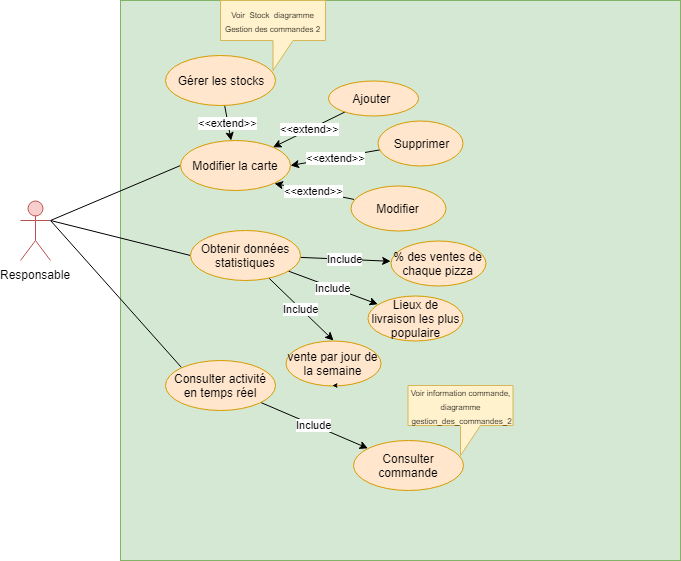 Voir Stock diagramme
Gestion des commandes 2
Gérer les stocks
<<extend>>
Ajouter
<<extend>>
Supprimer
<<extend>>
Modifier la carte
<<extend>>
Modifier
Responsable
Obtenir données
statistiques
Include
% des ventes de
chaque pizza
Include
Lieux de
livraison les plus
populaire
Include
vente par jour de
la semaine
Consulter activité
en temps réel
Include
Voir information commande,
diagramme
gestion_des_commandes_2
Consulter
commande